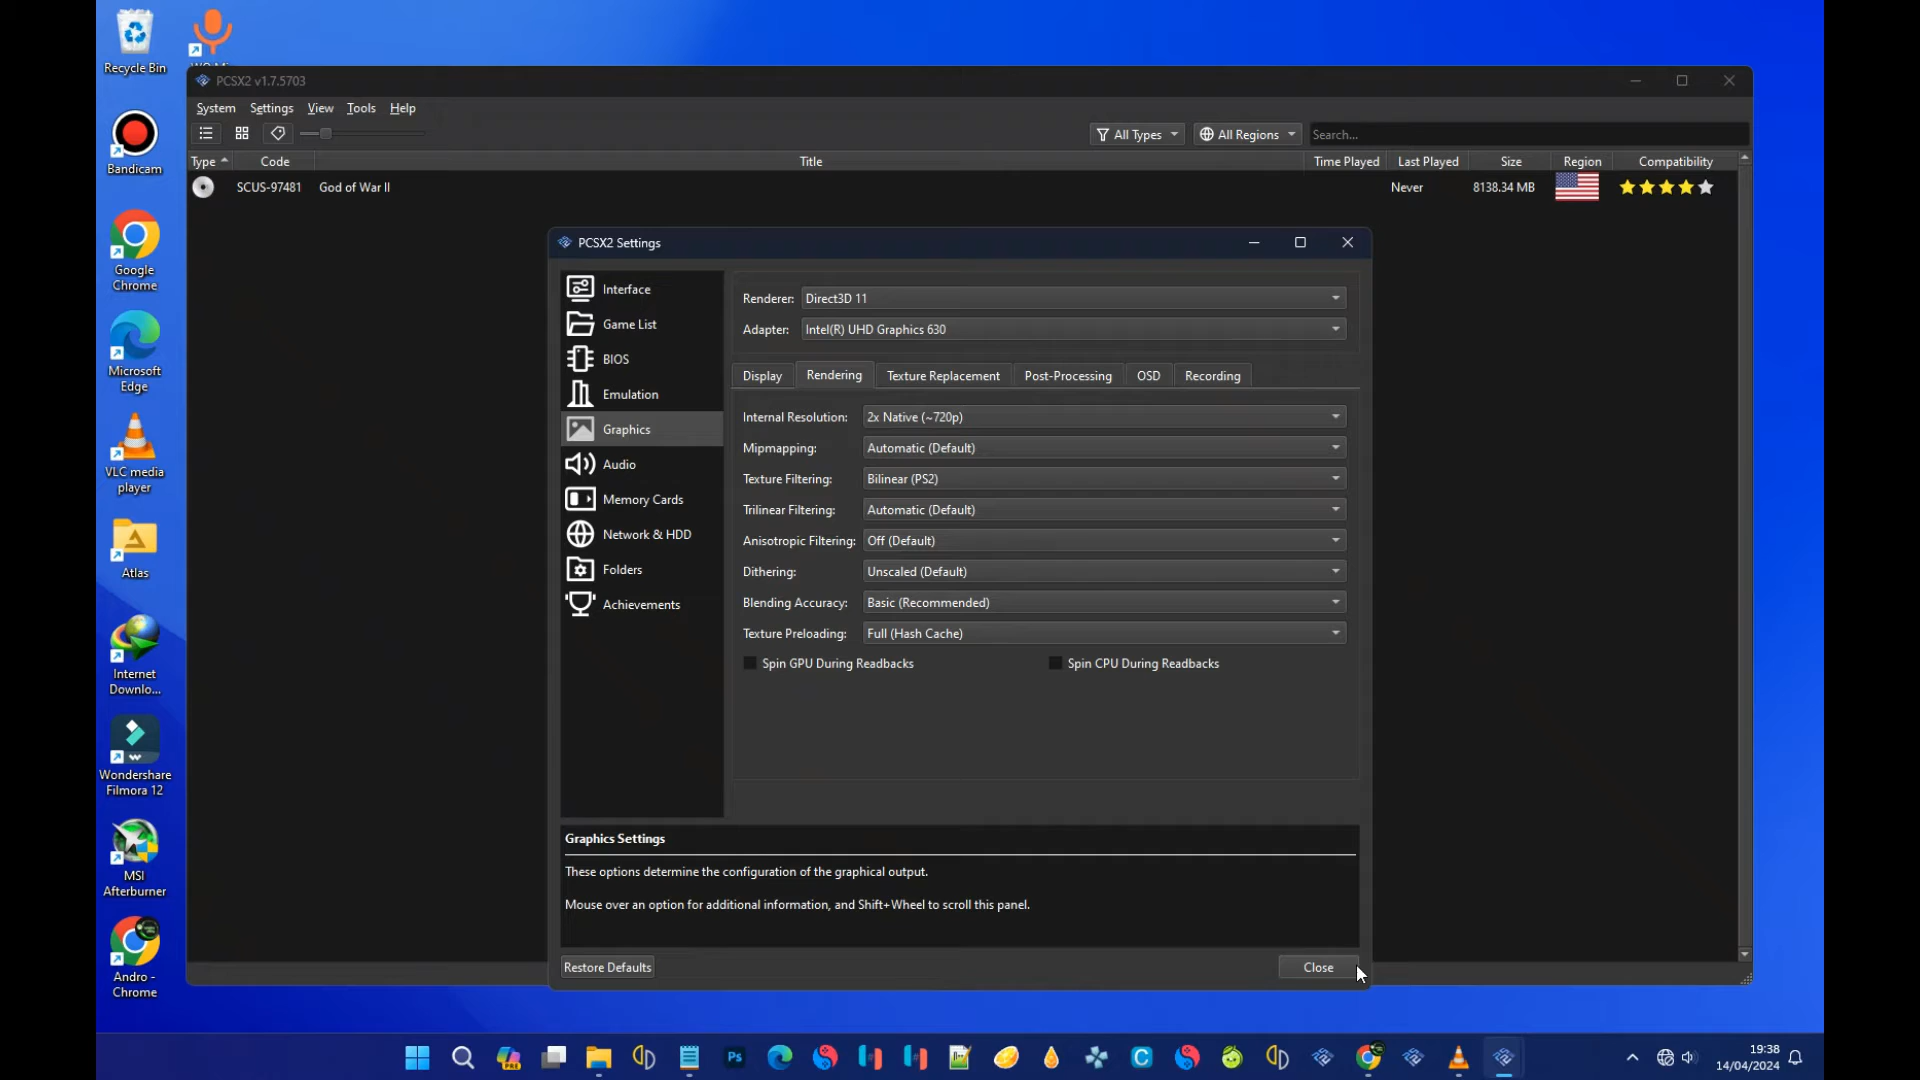 Recycle Bin
Bandicam
Google
Chrome
Microsoft
Edge
VLC media
player
Atlas
Internet
Downlo...
Wondershare
Filmora 12
MSI
Afterburner
Andro -
Chrome
PCSX2 v1.7.5703
System Settings View Tools Help
All Types All Regions Search...
Type Code Title Time Played Last Played Size Region Compatibility
SCUS-97481 God of War II Never 8138.34 MB
PCSX2 Settings
Interface
Game List
BIOS
Emulation
Graphics
Audio
Memory Cards
Network & HDD
Folders
Achievements
Renderer: Direct3D 11
Adapter: Intel(R) UHD Graphics 630
Display Rendering Texture Replacement Post-Processing OSD Recording
Internal Resolution: 2x Native (~720p)
Mipmapping: Automatic (Default)
Texture Filtering: Bilinear (PS2)
Trilinear Filtering: Automatic (Default)
Anisotropic Filtering: Off (Default)
Dithering: Unscaled (Default)
Blending Accuracy: Basic (Recommended)
Texture Preloading: Full (Hash Cache)
Spin GPU During Readbacks Spin CPU During Readbacks
Graphics Settings
These options determine the configuration of the graphical output.
Mouse over an option for additional information, and Shift+Wheel to scroll this panel.
Restore Defaults Close
PRE
Ps
C
19:38
14/04/2024